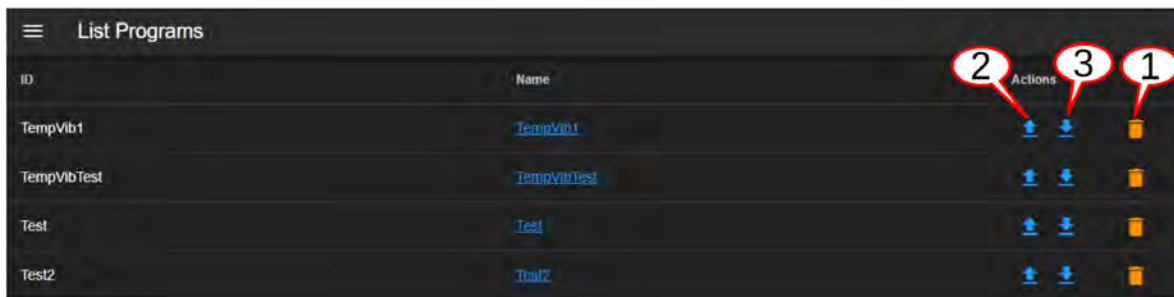 List Programs
2 3 1
ID Name Actions
TempVib1 TempVib1
TempVibTest TempVibTest
Test Test
Test2 Test2